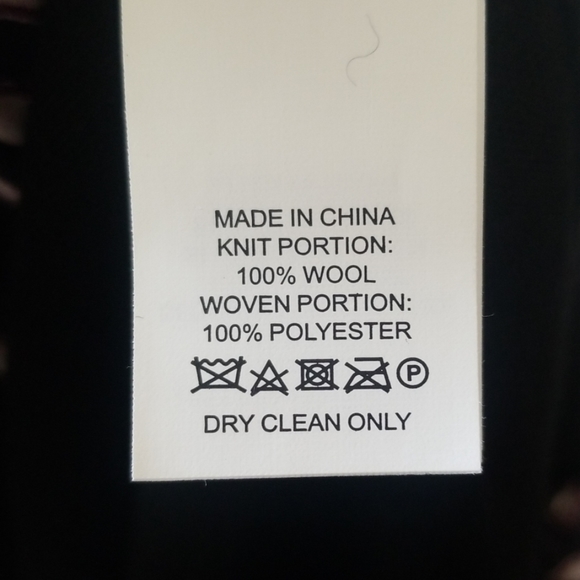 MADE IN CHINA
KNIT PORTION:
100% WOOL
WOVEN PORTION:
100% POLYESTER
P
DRY CLEAN ONLY